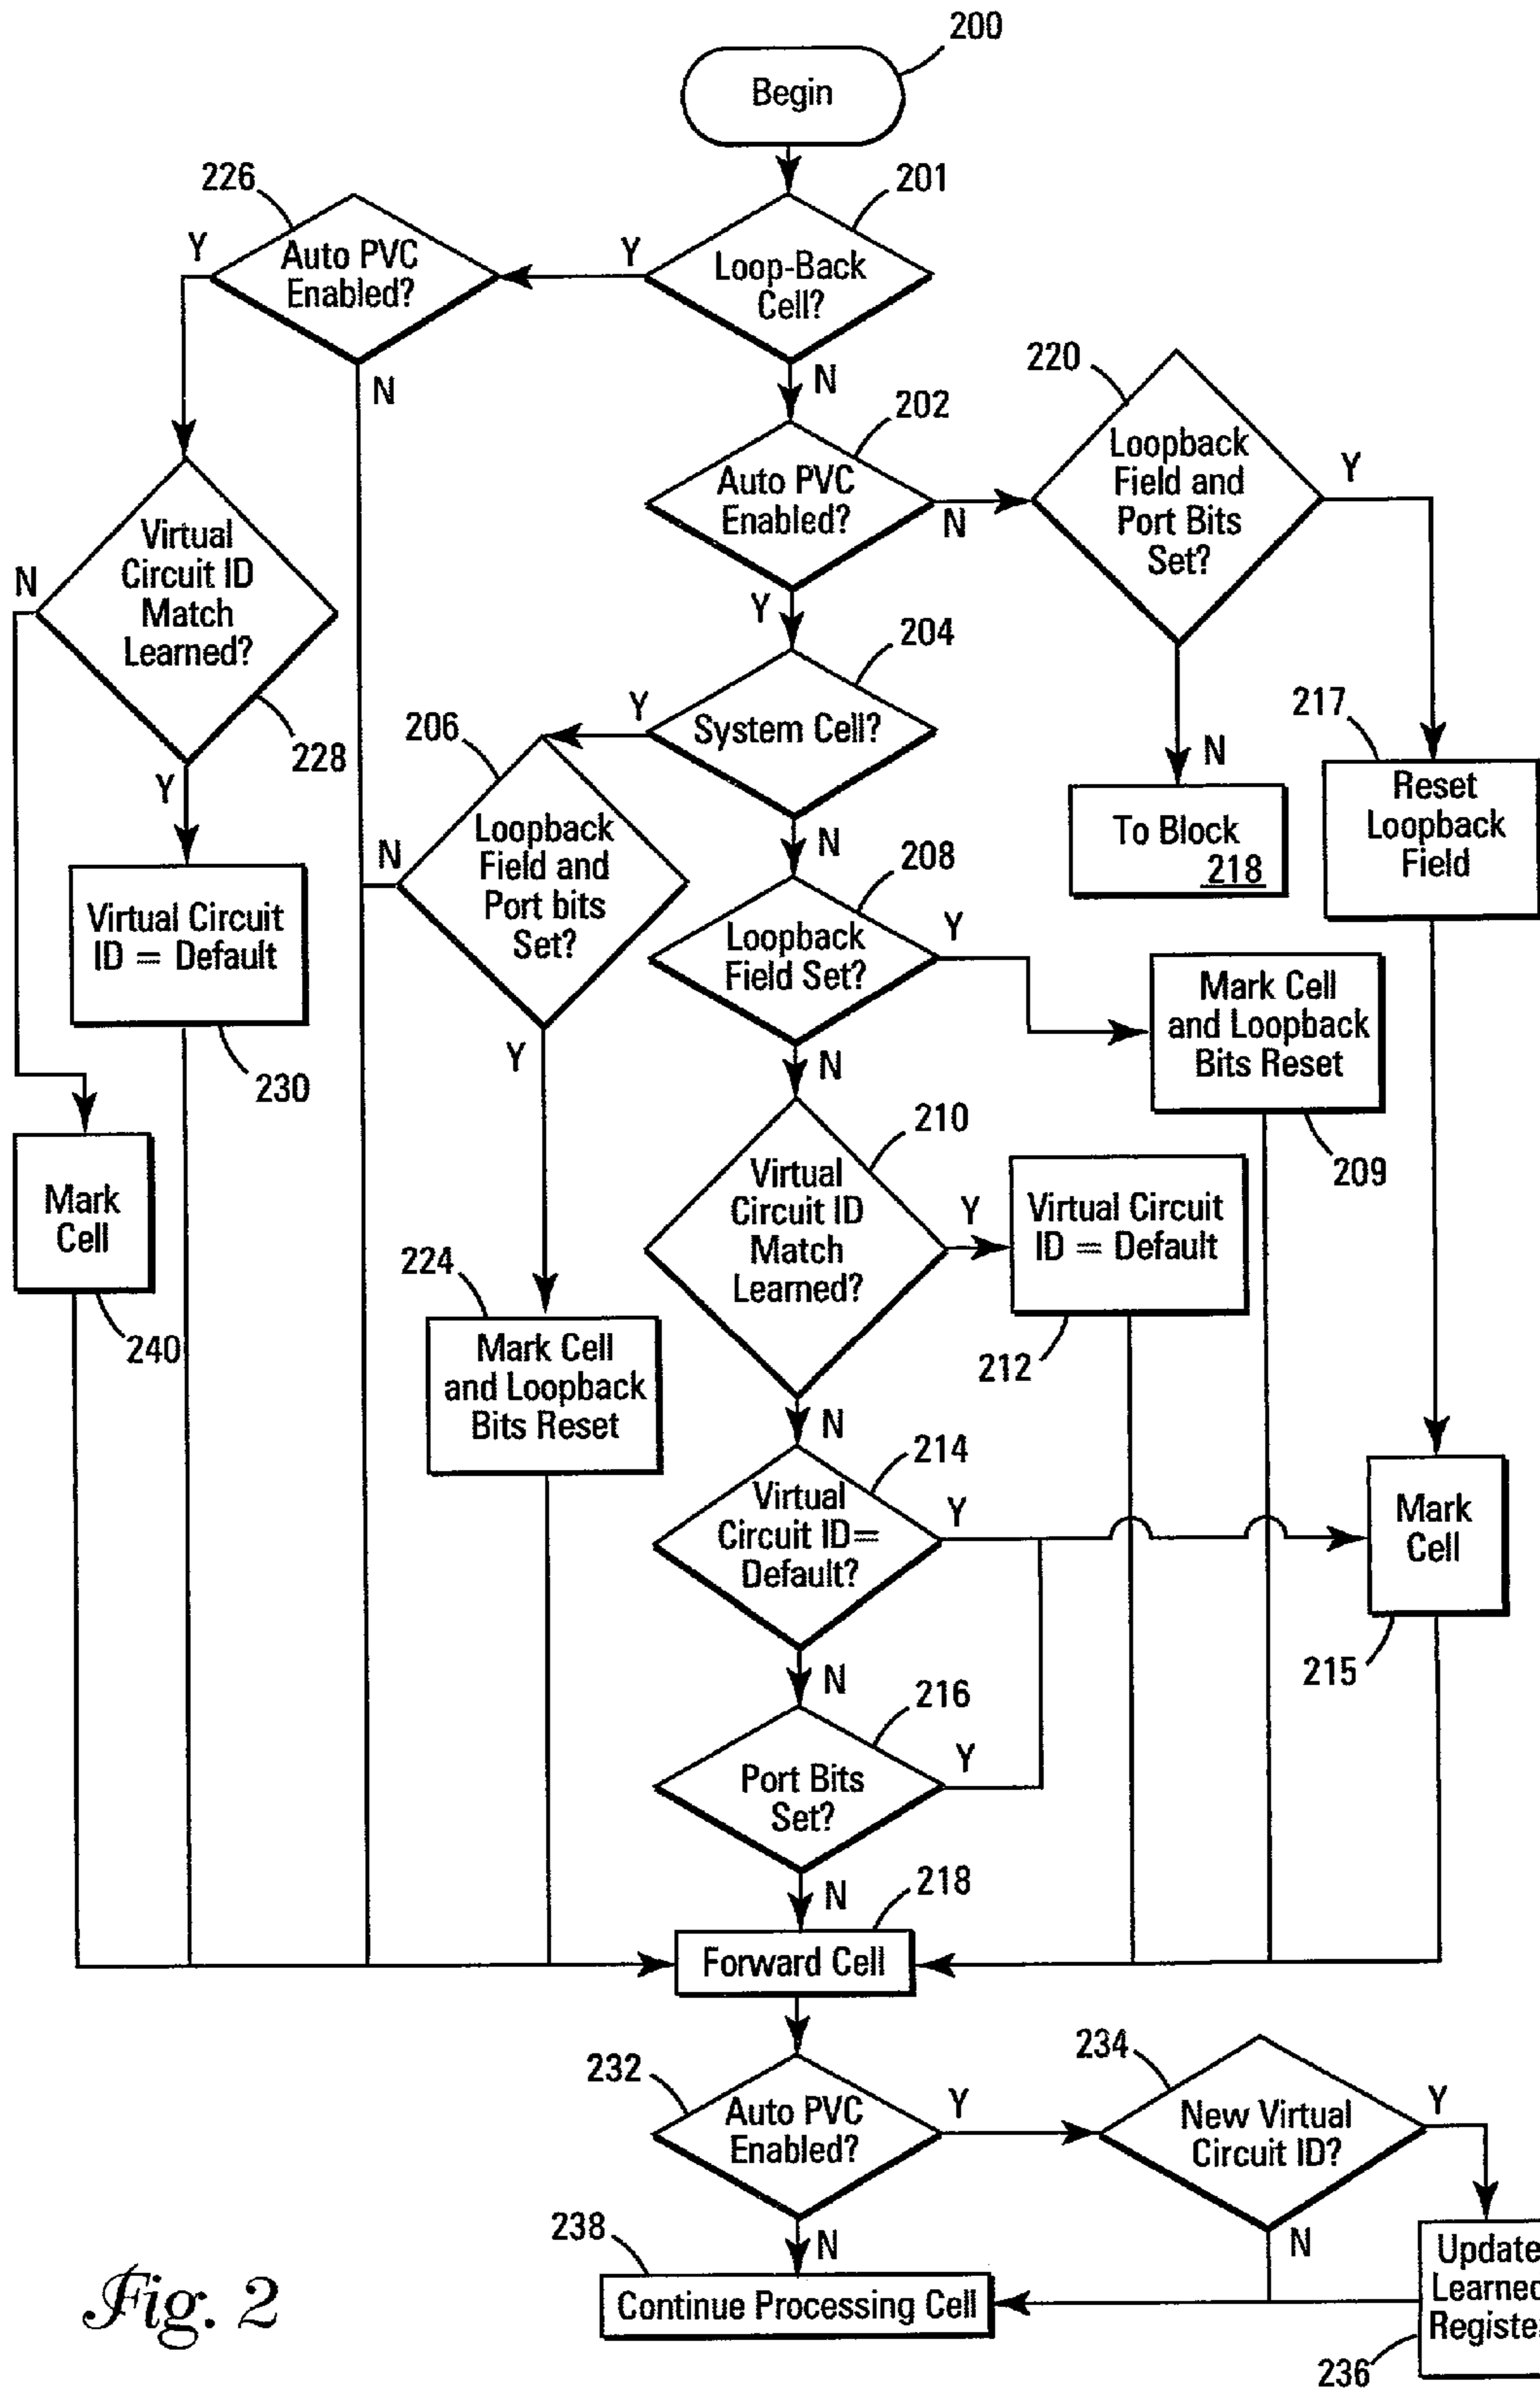 200
Begin
226
201
Y
Auto PVC
Enabled?
Y
Loop-Back
Cell?
N
N
220
202
Loopback
Field and
Port Bits
Set?
Y
Auto PVC
Enabled?
N
Virtual
Circuit ID
Match
Learned?
N
Y
204
228
206
Y
System Cell?
217
Y
N
Reset
Loopback
Field
To Block
218
Loopback
Field and
Port bits
Set?
N
N
208
Virtual Circuit
ID = Default
Loopback
Field Set?
Y
Mark Cell
and Loopback
Bits Reset
230
Y
N
210
209
Mark
Cell
Virtual
Circuit ID
Match
Learned?
Y
Virtual Circuit
ID = Default
240
224
212
Mark Cell
and Loopback
Bits Reset
N
214
Virtual
Circuit ID=
Default?
Y
Mark
Cell
215
N
216
Port Bits
Set?
Y
218
N
Forward Cell
232
234
Auto PVC
Enabled?
Y
New Virtual
Circuit ID?
Y
238
N
N
Update
Learned
Continue Processing Cell
236
Fig. 2